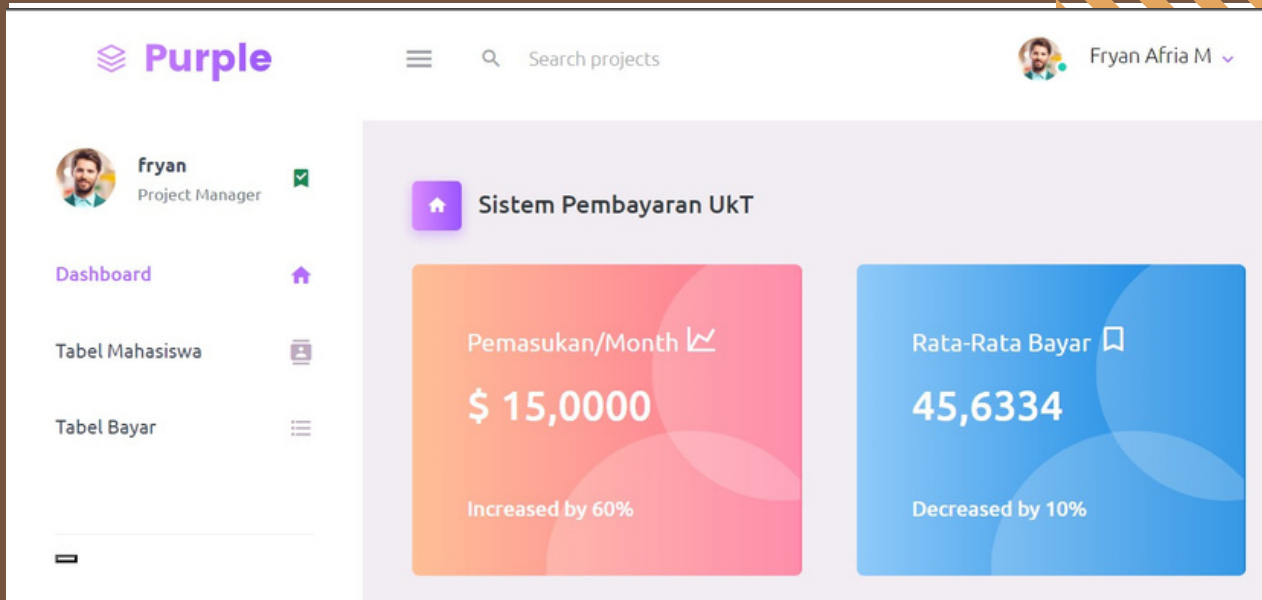 Purple
Search projects
Fryan Afria M
fryan
Project Manager
Dashboard
Tabel Mahasiswa
Tabel Bayar
Sistem Pembayaran UkT
Pemasukan/Month
$ 15,0000
Increased by 60%
Rata-Rata Bayar
45,6334
Decreased by 10%